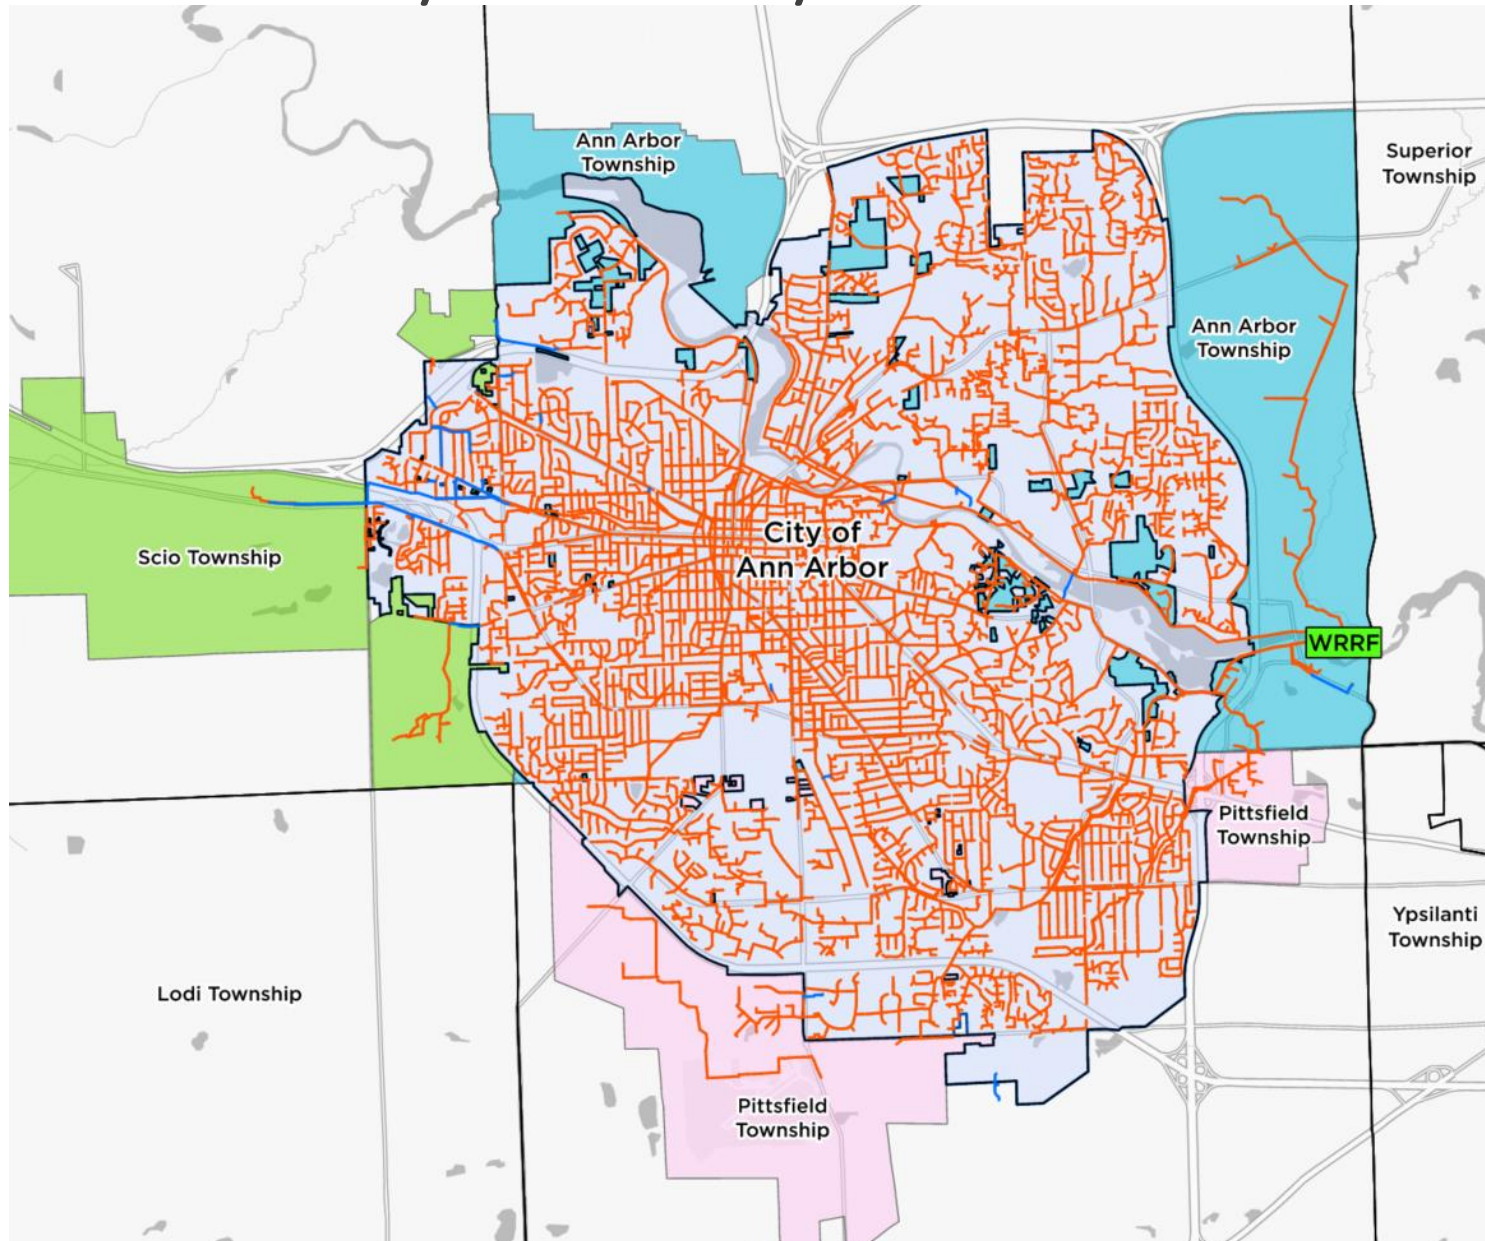 Ann Arbor
Township
Superior
Township
Ann Arbor
Township
City of
Ann Arbor
Scio Township
WRRF
Pittsfield
Township
Ypsilanti
Township
Lodi Township
Pittsfield
Township